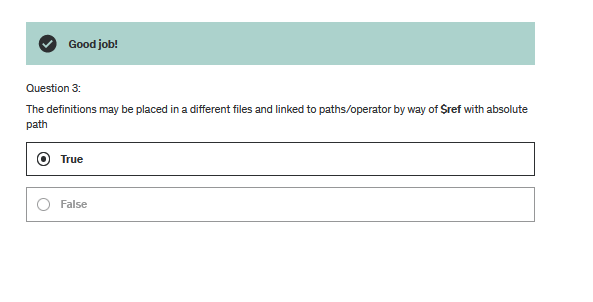 Good job!
Question 3:
The definitions may be placed in a different files and linked to paths/operator by way of $ref with absolute
path
True
False